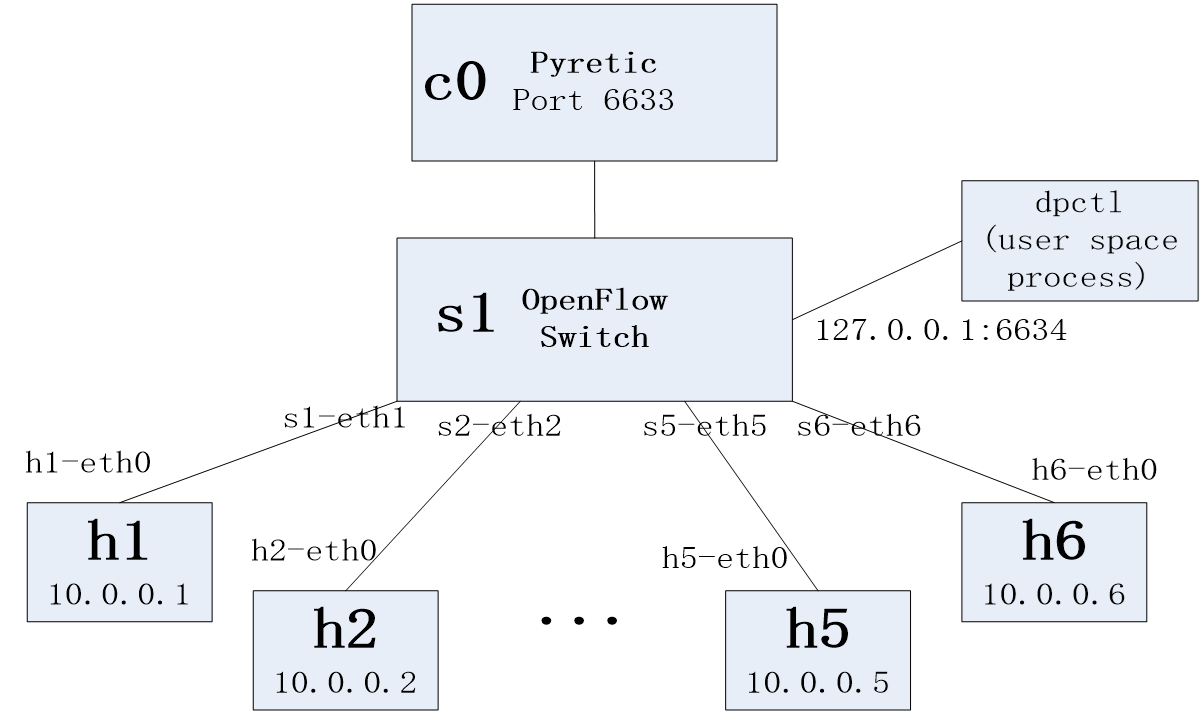 c0
Pyretic
Port 6633
dpctl
(user space
process)
s1
OpenFlow
Switch
127.0.0.1:6634
s1-eth1
s2-eth2
s5-eth5
s6-eth6
h1-eth0
h6-eth0
h1
10.0.0.1
h6
10.0.0.6
h2-eth0
h5-eth0
h2
10.0.0.2
...
h5
10.0.0.5